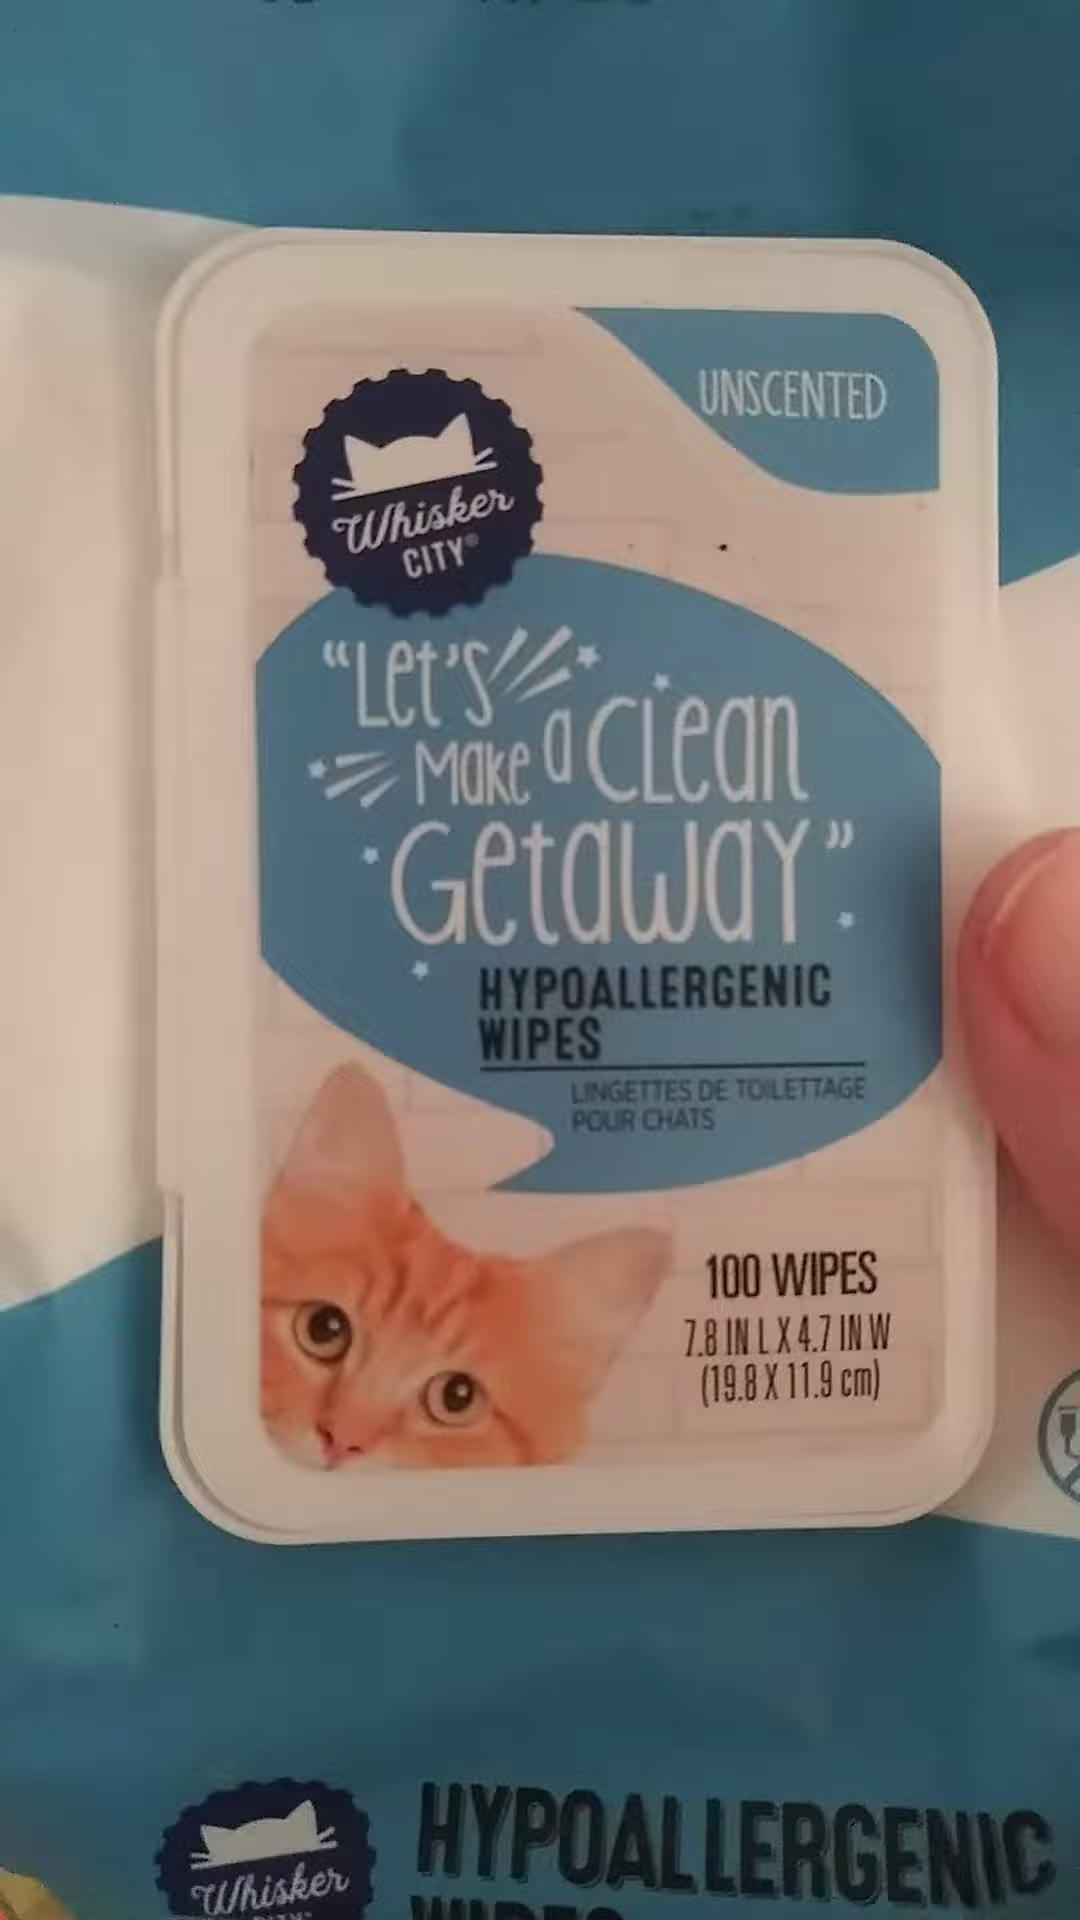 UNSCENTED
Whisker
CITY®
“Let's
Make a CLean
Getaway”
HYPOALLERGENIC
WIPES
LINGETTES DE TOILETTAGE
POUR CHATS
100 WIPES
7.8 IN L X 4.7 IN W
(19.8 X 11.9 cm)
HYPOALLERGENIC
Whisker